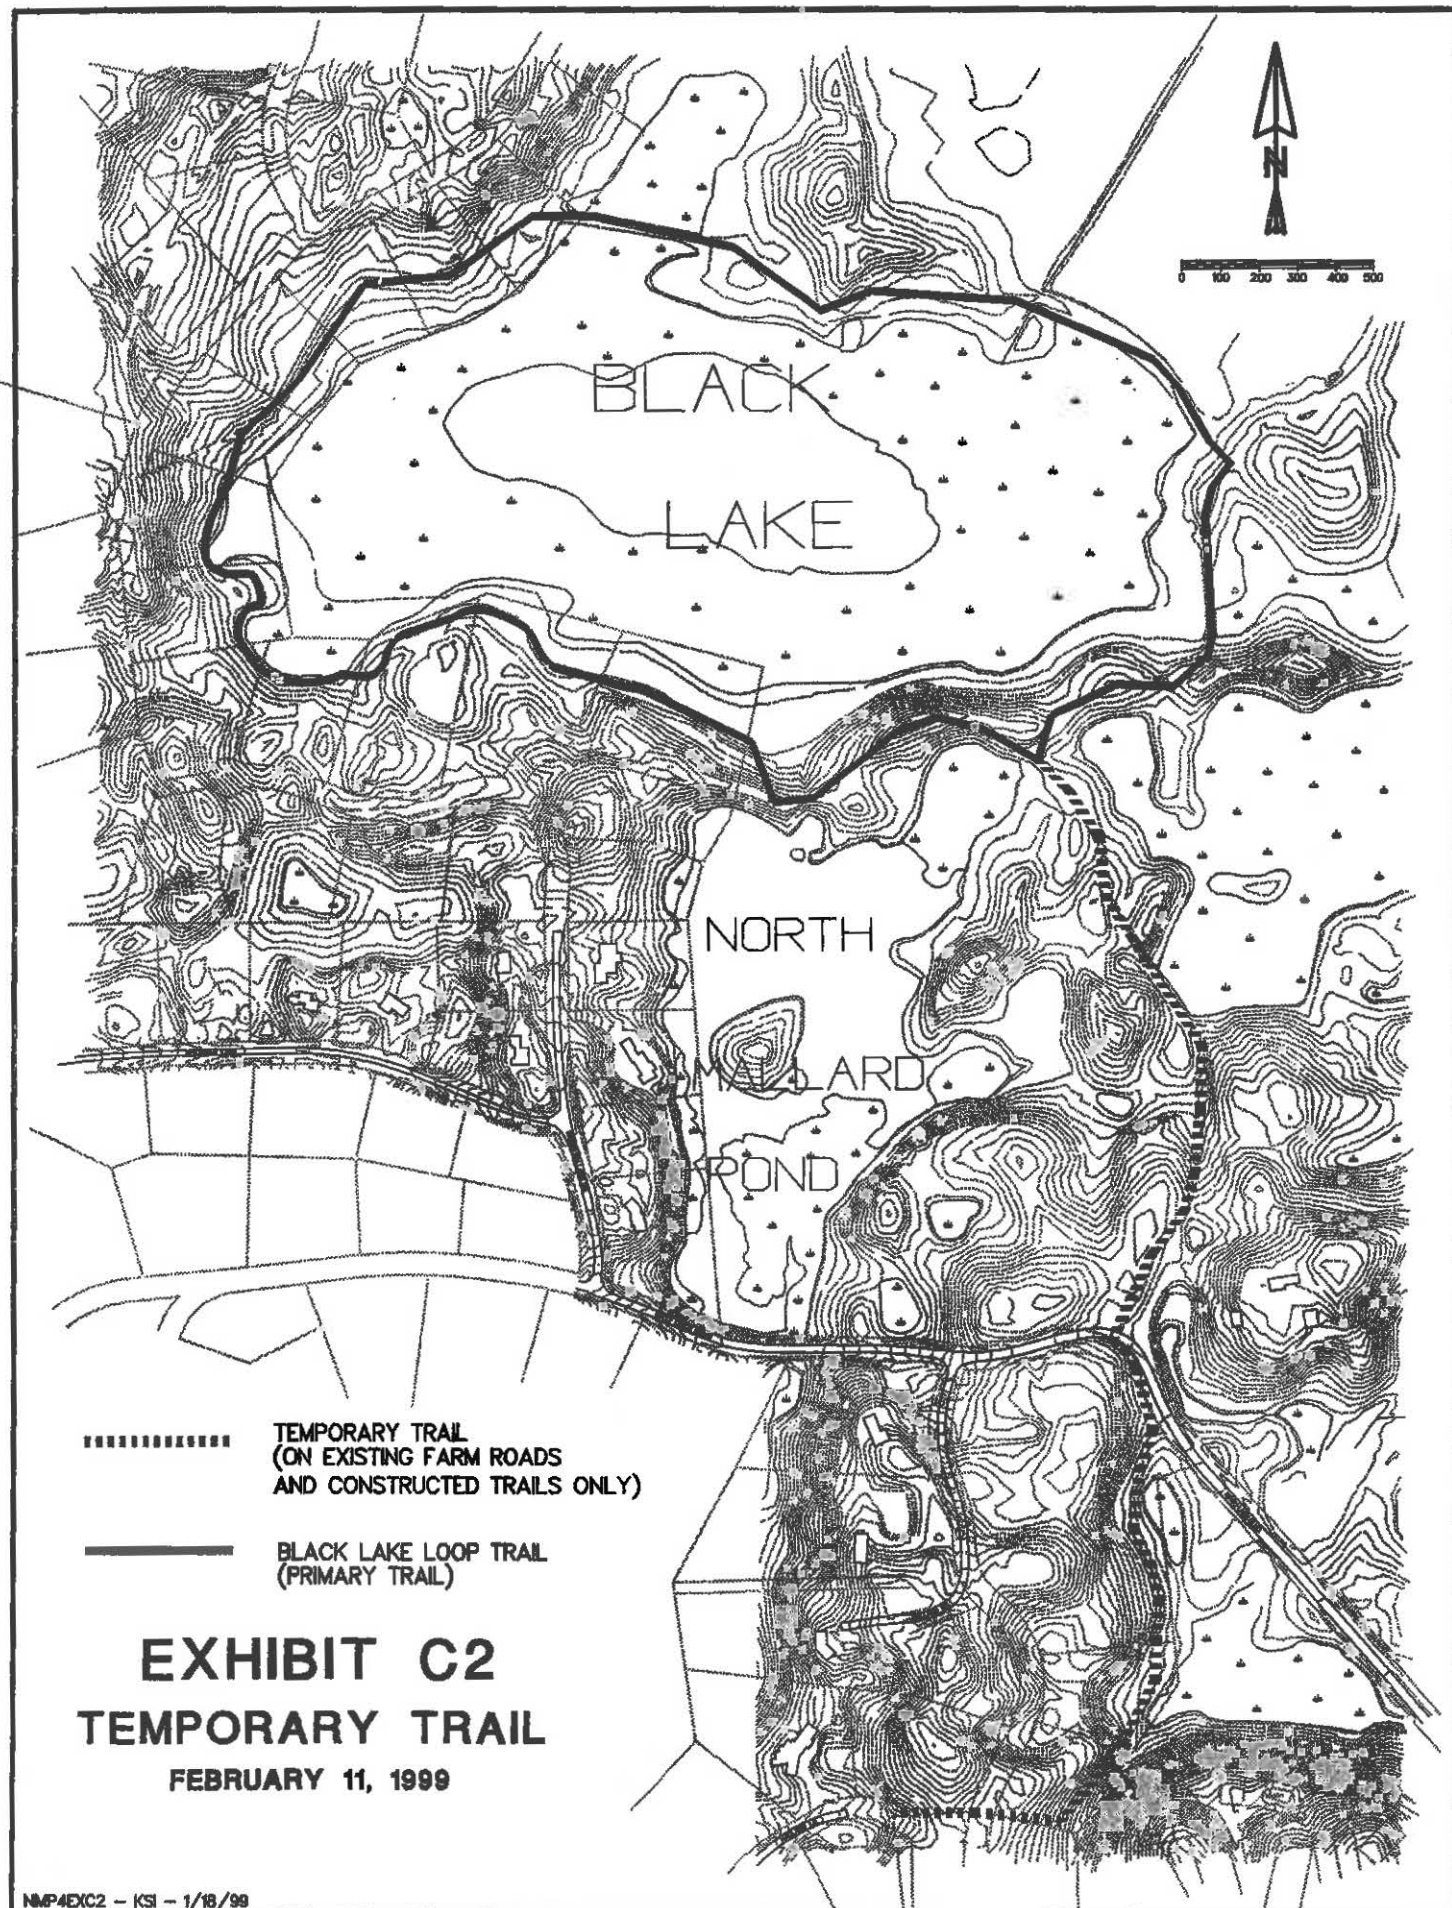 N
0 100 200 300 400 500
BLACK
LAKE
NORTH
MALLARD
POND
TEMPORARY TRAIL
(ON EXISTING FARM ROADS
AND CONSTRUCTED TRAILS ONLY)
BLACK LAKE LOOP TRAIL
(PRIMARY TRAIL)
EXHIBIT C2
TEMPORARY TRAIL
FEBRUARY 11, 1999
NMP4EXC2 - KSI - 1/18/99